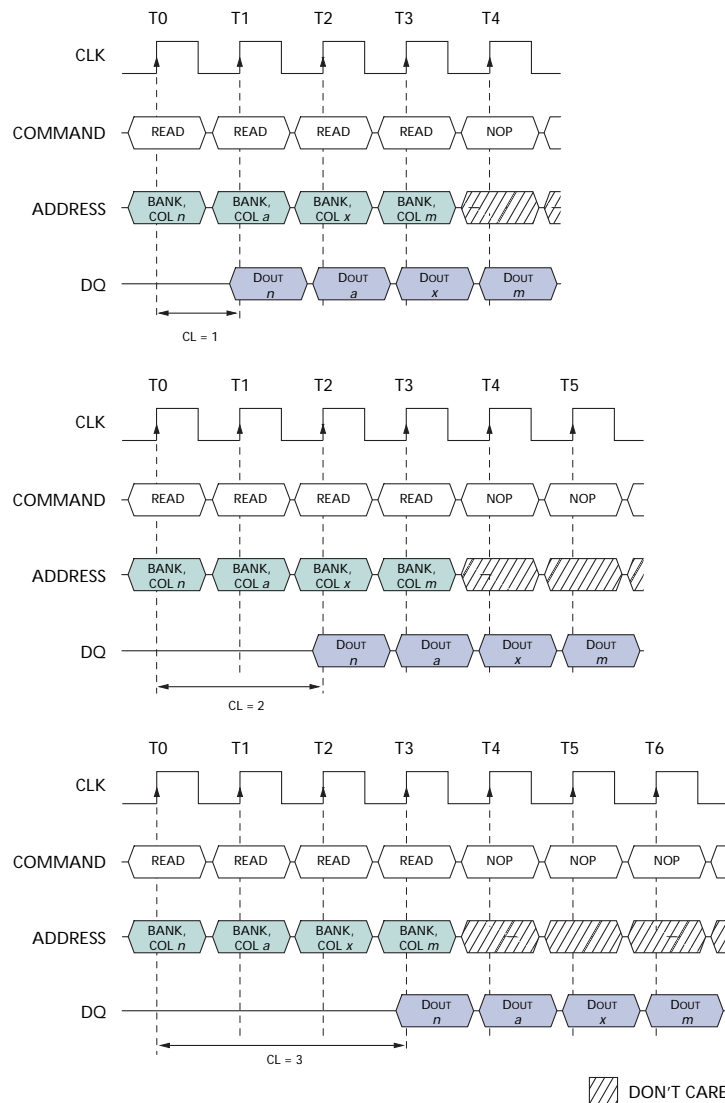 T0 T1 T2 T3 T4
CLK
COMMAND READ READ READ READ NOP
ADDRESS BANK, COL n BANK, COL a BANK, COL x BANK, COL m
DQ DOUT n DOUT a DOUT x DOUT m
CL = 1
T0 T1 T2 T3 T4 T5
CLK
COMMAND READ READ READ READ NOP NOP
ADDRESS BANK, COL n BANK, COL a BANK, COL x BANK, COL m
DQ DOUT n DOUT a DOUT x DOUT m
CL = 2
T0 T1 T2 T3 T4 T5 T6
CLK
COMMAND READ READ READ READ NOP NOP NOP
ADDRESS BANK, COL n BANK, COL a BANK, COL x BANK, COL m
DQ DOUT n DOUT a DOUT x DOUT m
CL = 3
DON'T CARE